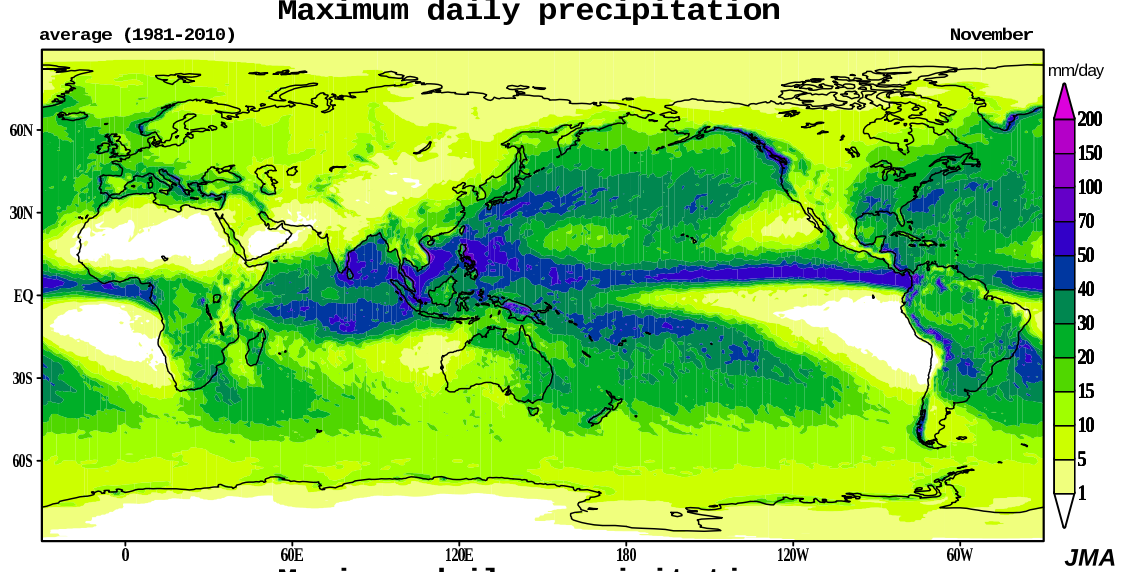 Maximum daily precipitation
average (1981-2010) November
mm/day
200
150
100
70
50
40
30
20
15
10
5
1
60N
30N
EQ
30S
60S
0 60E 120E 180 120W 60W
JMA